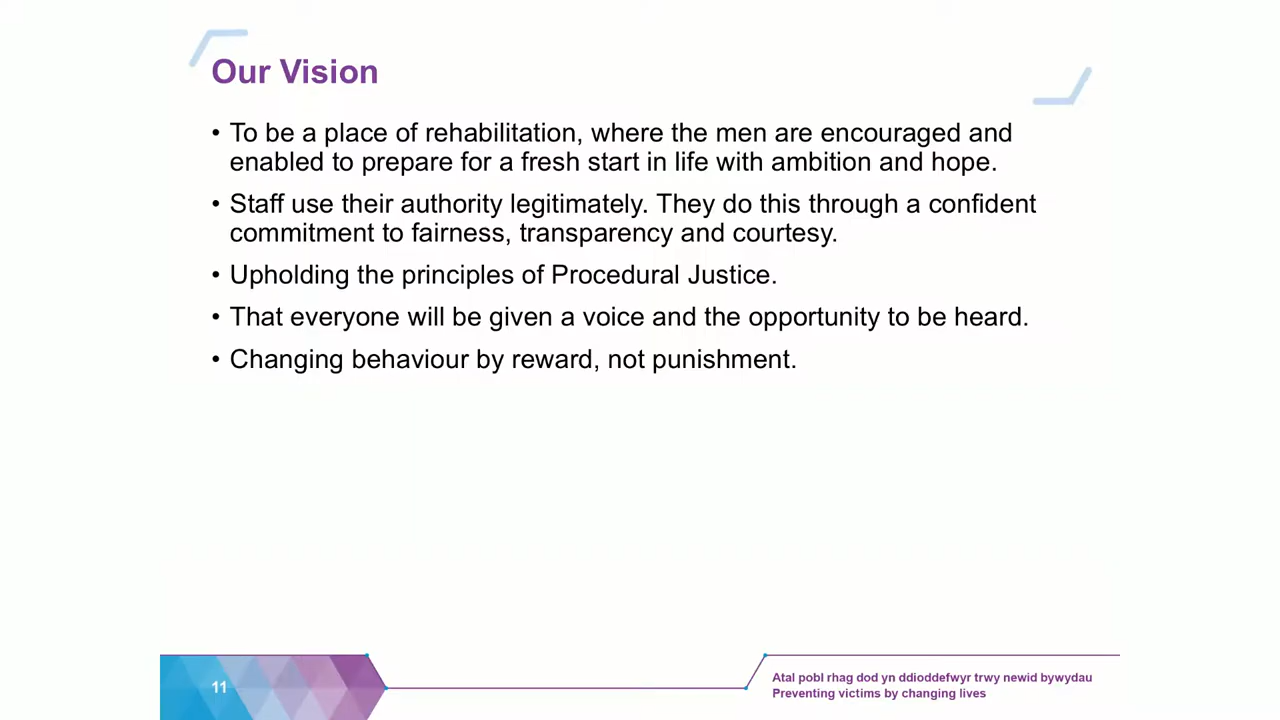 Our Vision
• To be a place of rehabilitation, where the men are encouraged and
enabled to prepare for a fresh start in life with ambition and hope.
• Staff use their authority legitimately. They do this through a confident
commitment to fairness, transparency and courtesy.
• Upholding the principles of Procedural Justice.
• That everyone will be given a voice and the opportunity to be heard.
• Changing behaviour by reward, not punishment.
11
Atal pobl rhag dod yn ddioddefwyr trwy newid bywydau
Preventing victims by changing lives